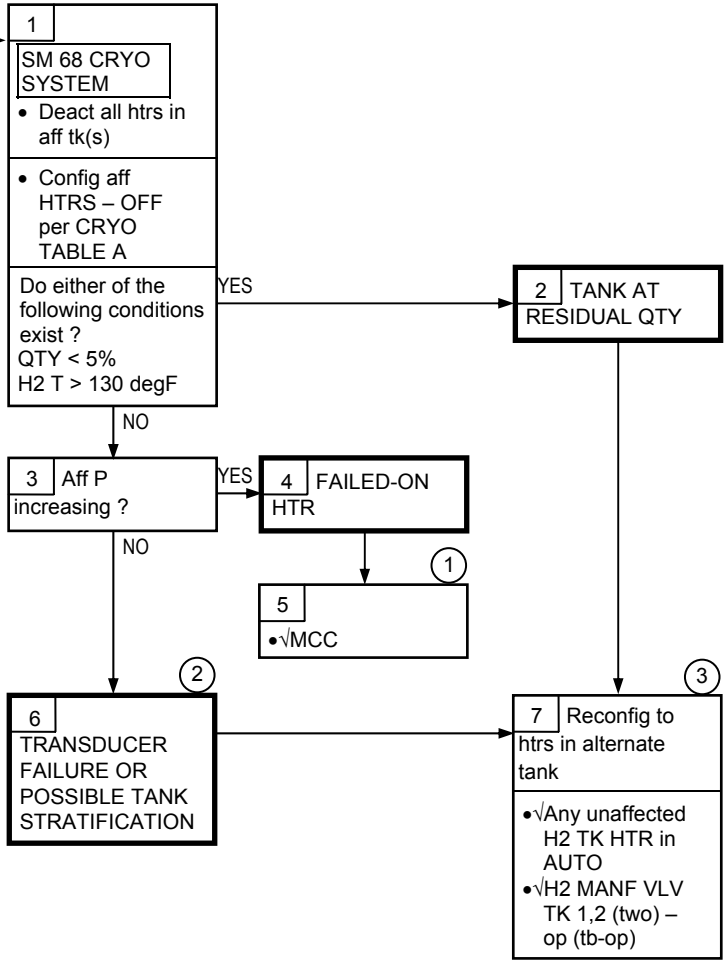 1
SM 68 CRYO
SYSTEM
• Deact all htrs in
aff tk(s)
• Config aff
HTRS – OFF
per CRYO
TABLE A
Do either of the
following conditions
exist ?
QTY < 5%
H2 T > 130 degF
YES
NO
2 TANK AT
RESIDUAL QTY
3 Aff P
increasing ?
YES
NO
4 FAILED-ON
HTR
1
5
•√MCC
2
6
TRANSDUCER
FAILURE OR
POSSIBLE TANK
STRATIFICATION
3
7 Reconfig to
htrs in alternate
tank
•√Any unaffected
H2 TK HTR in
AUTO
•√H2 MANF VLV
TK 1,2 (two) –
op (tb-op)